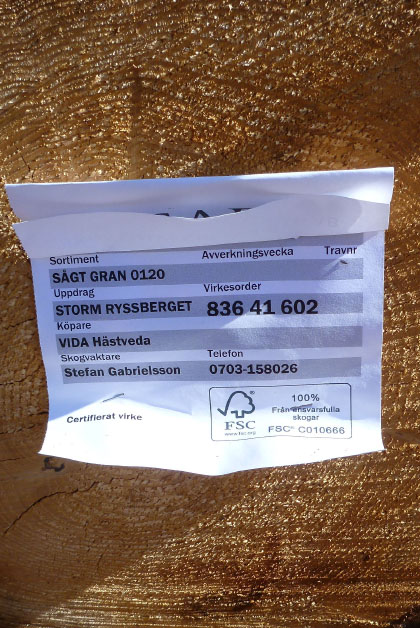 Sortiment Avverkningsvecka Travnr
SÅGT GRAN 0120
Uppdrag Virkesorder
STORM RYSSBERGET 836 41 602
Köpare
VIDA Hästveda
Skogvaktare Telefon
Stefan Gabrielsson 0703-158026
Certifierat virke
FSC
www.fsc.org
100%
Från ansvarsfulla
skogar
FSC® C010666